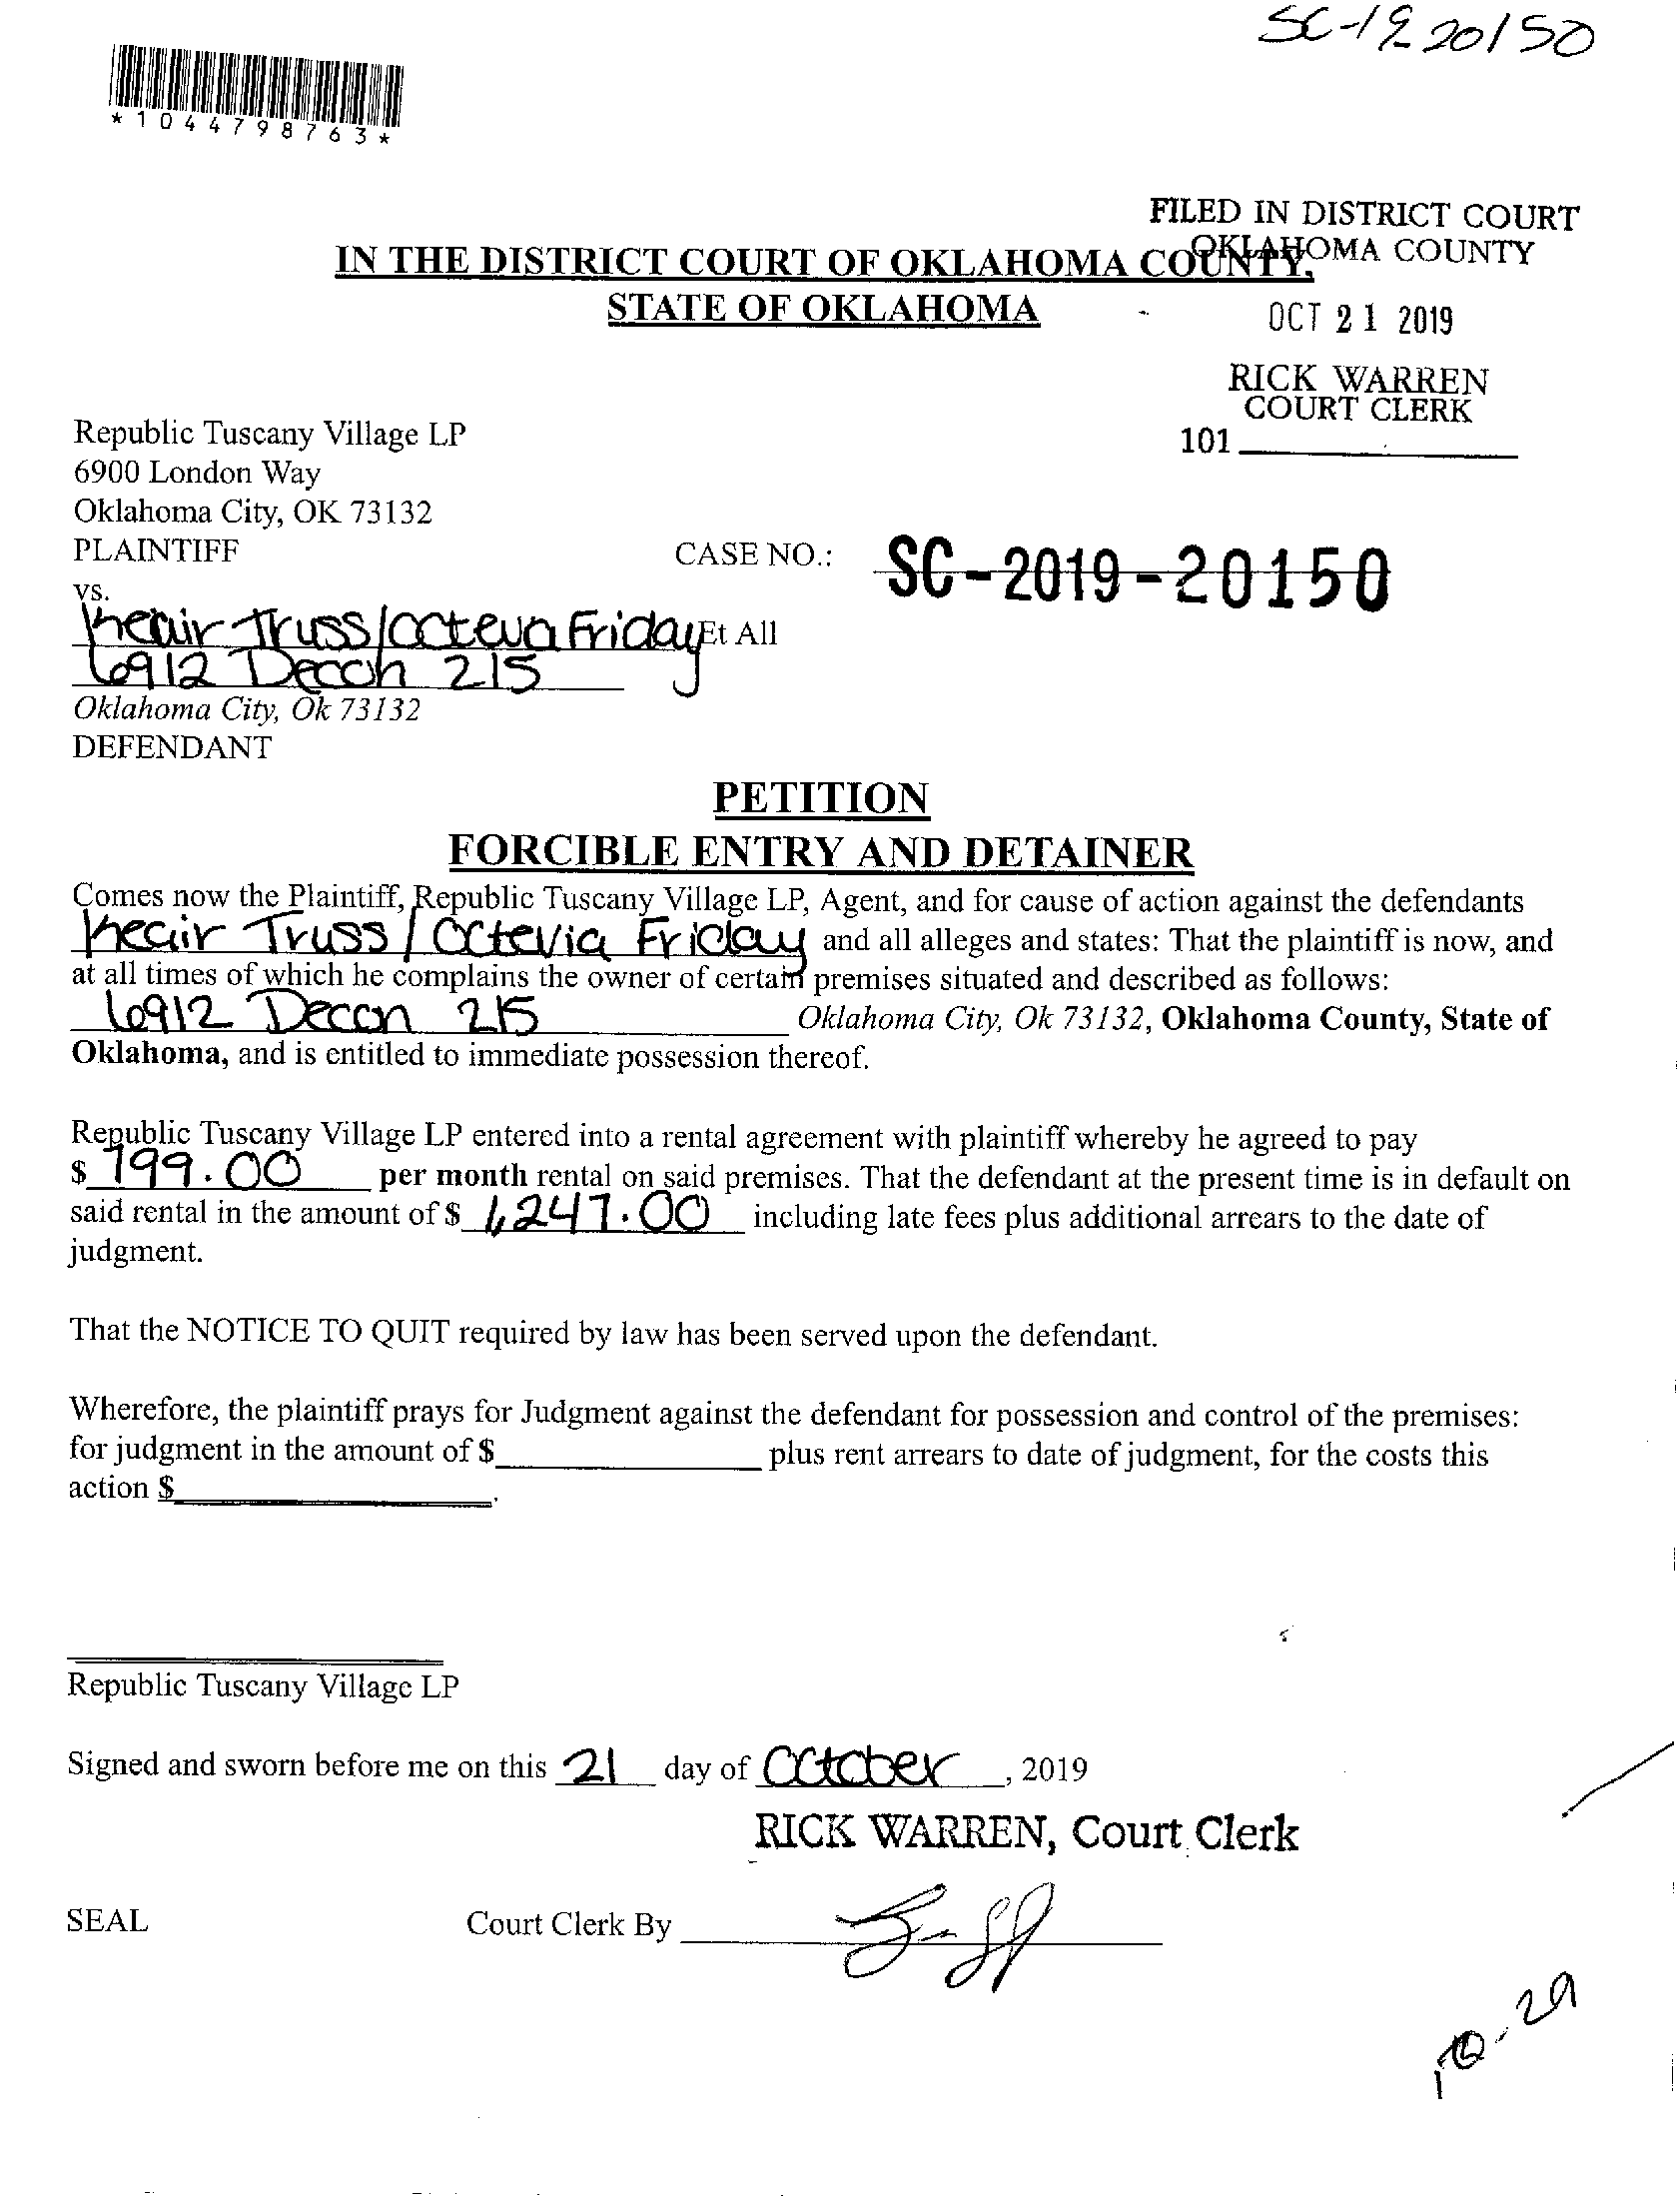 SC-19-20150
*1044798763*
FILED IN DISTRICT COURT
OKLAHOMA COUNTY
IN THE DISTRICT COURT OF OKLAHOMA COUNTY,
STATE OF OKLAHOMA
OCT 21 2019
RICK WARREN
COURT CLERK
101
Republic Tuscany Village LP
6900 London Way
Oklahoma City, OK 73132
PLAINTIFF
CASE NO.: SC-2019-20150
vs.
Keair Truss/Octevia Friday Et All
6912 Decon 215
Oklahoma City, Ok 73132
DEFENDANT
PETITION
FORCIBLE ENTRY AND DETAINER
Comes now the Plaintiff, Republic Tuscany Village LP, Agent, and for cause of action against the defendants
Keair Truss / Octevia Friday and all alleges and states: That the plaintiff is now, and
at all times of which he complains the owner of certain premises situated and described as follows:
6912 Decon 215 Oklahoma City, Ok 73132, Oklahoma County, State of
Oklahoma, and is entitled to immediate possession thereof.
Republic Tuscany Village LP entered into a rental agreement with plaintiff whereby he agreed to pay
$ 799.00 per month rental on said premises. That the defendant at the present time is in default on
said rental in the amount of $ 1,247.00 including late fees plus additional arrears to the date of
judgment.
That the NOTICE TO QUIT required by law has been served upon the defendant.
Wherefore, the plaintiff prays for Judgment against the defendant for possession and control of the premises:
for judgment in the amount of $ plus rent arrears to date of judgment, for the costs this
action $ .
Republic Tuscany Village LP
Signed and sworn before me on this 21 day of October, 2019
RICK WARREN, Court Clerk
SEAL
Court Clerk By
10-29